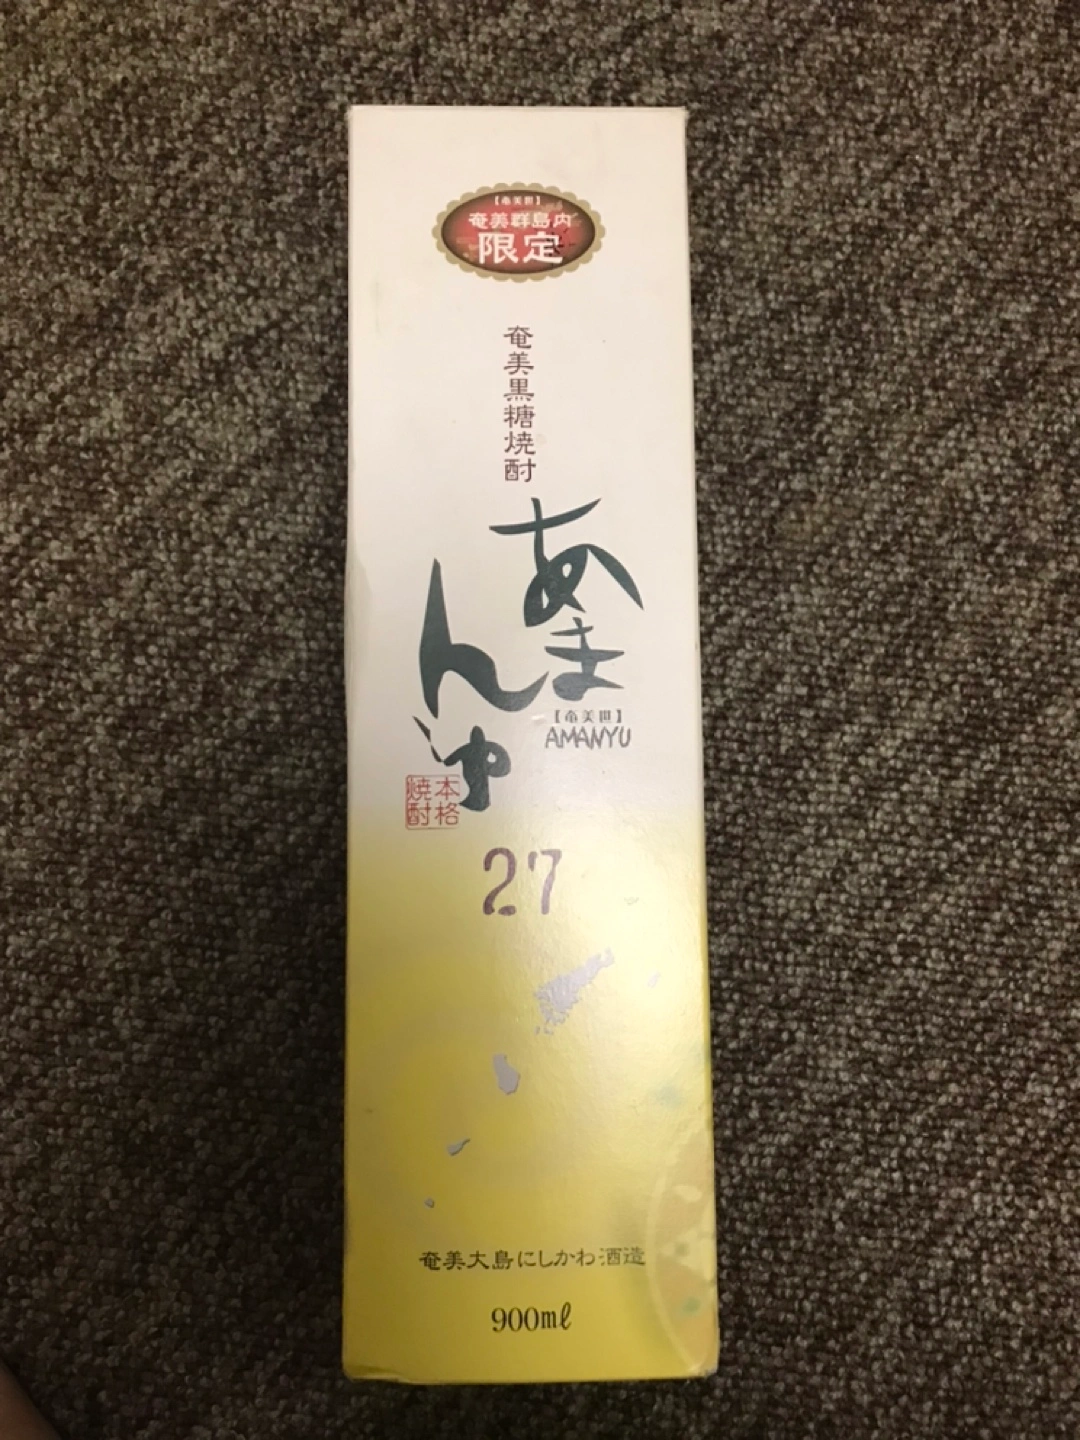 【奄美世】
奄美群島内
限定
奄美黒糖焼酎
あま
んゆ
【奄美世】
AMANYU
本格
焼酎
27
奄美大島にしかわ酒造
900mℓ